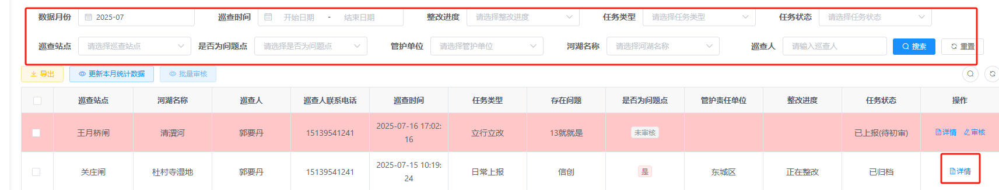 数据月份 2025-07 巡查时间 开始日期 - 结束日期 整改进度 请选择整改进度 任务类型 请选择任务类型 任务状态 请选择任务状态
巡查站点 请选择巡查站点 是否为问题点 请选择是否为问题点 管护单位 请选择管护单位 河湖名称 请选择河湖名称 巡查人 请输入巡查人 搜索 重置
导出 更新本月统计数据 批量审核
巡查站点 河湖名称 巡查人 巡查人联系电话 巡查时间 任务类型 存在问题 是否为问题点 管护责任单位 整改进度 任务状态 操作
王月桥闸 清潩河 郭要丹 15139541241 2025-07-16 17:02:16 立行立改 13就就是 未审核 已上报(待初审) 详情 审核
关庄闸 杜村寺湿地 郭要丹 15139541241 2025-07-15 10:19:24 日常上报 信创 是 东城区 正在整改 已归档 详情